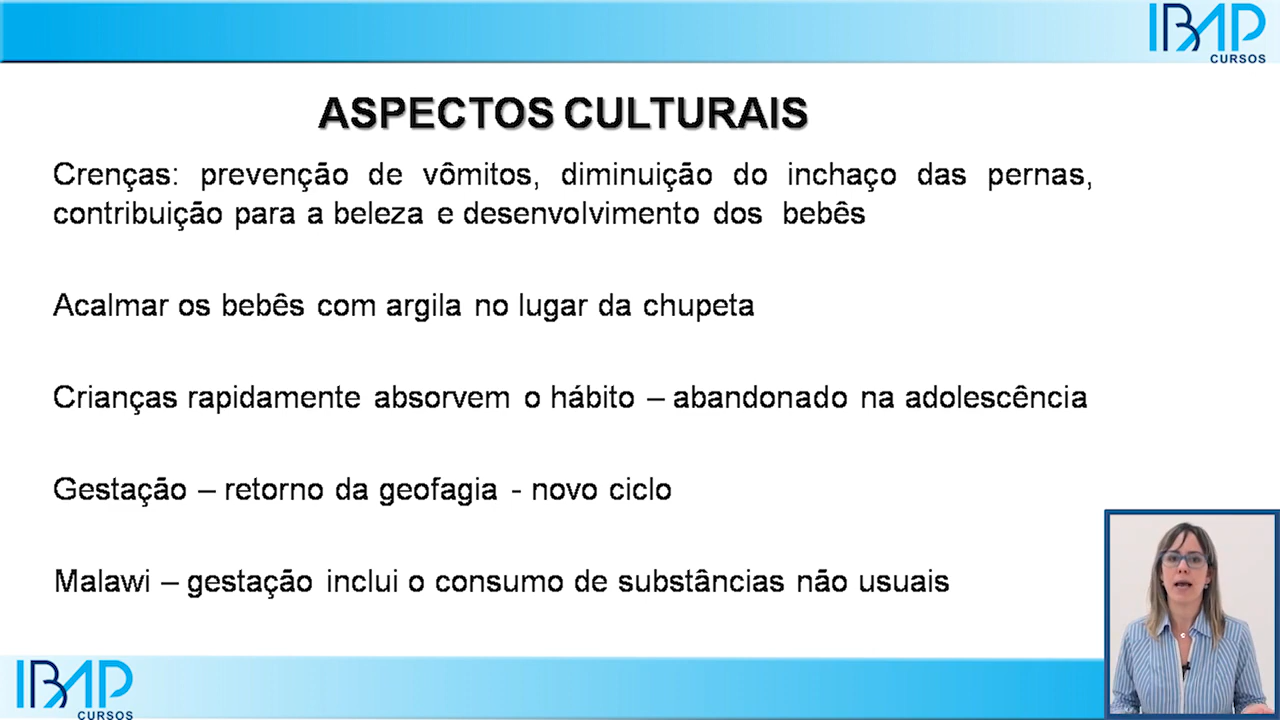 IBAP
CURSOS
ASPECTOS CULTURAIS
Crenças: prevenção de vômitos, diminuição do inchaço das pernas,
contribuição para a beleza e desenvolvimento dos bebês
Acalmar os bebês com argila no lugar da chupeta
Crianças rapidamente absorvem o hábito – abandonado na adolescência
Gestação – retorno da geofagia - novo ciclo
Malawi – gestação inclui o consumo de substâncias não usuais
IBAP
CURSOS